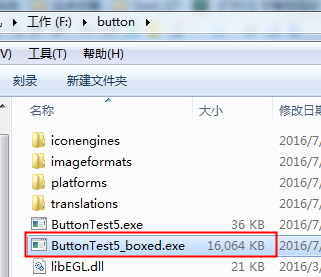 工作 (F:) ▸ button
(V) 工具(T) 帮助(H)
刻录 新建文件夹
名称 大小 修改日
iconengines 2016/7/
imageformats 2016/7/
platforms 2016/7/
translations 2016/7/
ButtonTest5.exe 36 KB 2016/7/
ButtonTest5_boxed.exe 16,064 KB 2016/7/
libEGL.dll 21 KB 2016/3/